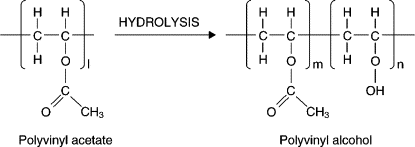 H H HYDROLYSIS H H H H
C C C C C C
H O l H O m H O n
C C OH
O CH3 O CH3
Polyvinyl acetate Polyvinyl alcohol